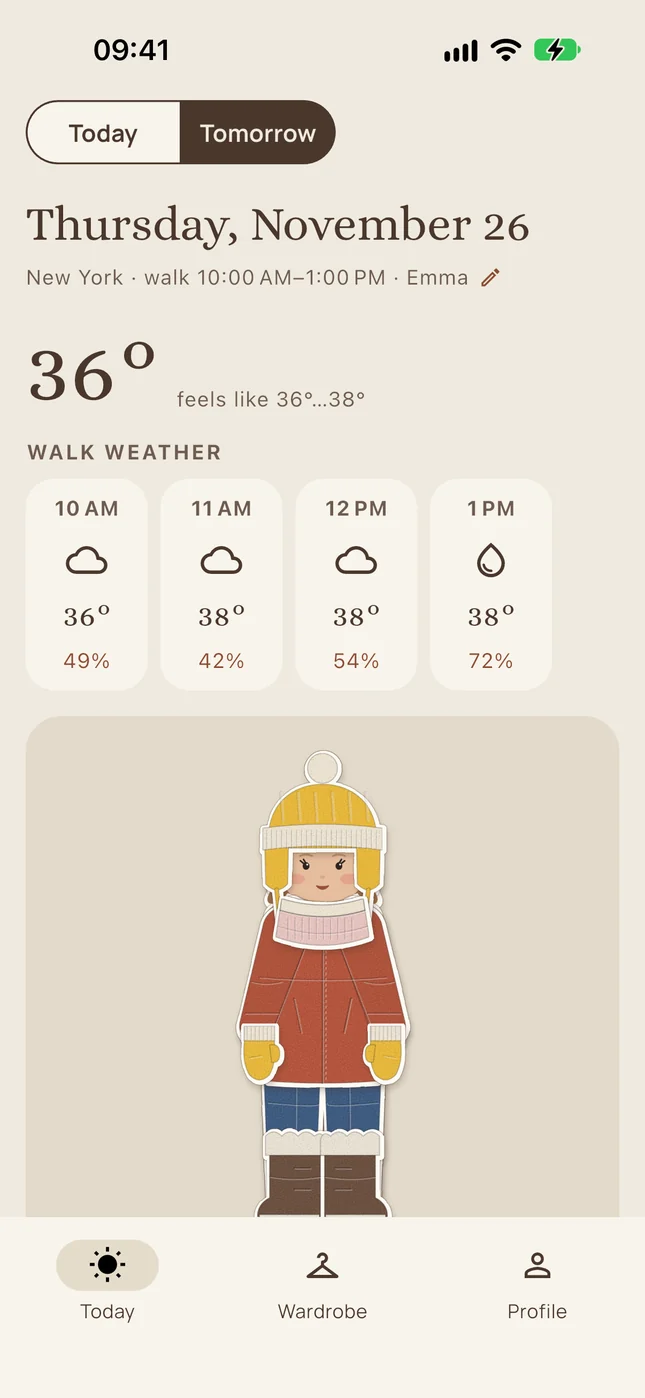 09:41
Today Tomorrow
Thursday, November 26
New York · walk 10:00 AM–1:00 PM · Emma
36°
feels like 36°...38°
WALK WEATHER
10 AM 11 AM 12 PM 1 PM
36° 38° 38° 38°
49% 42% 54% 72%
Today Wardrobe Profile